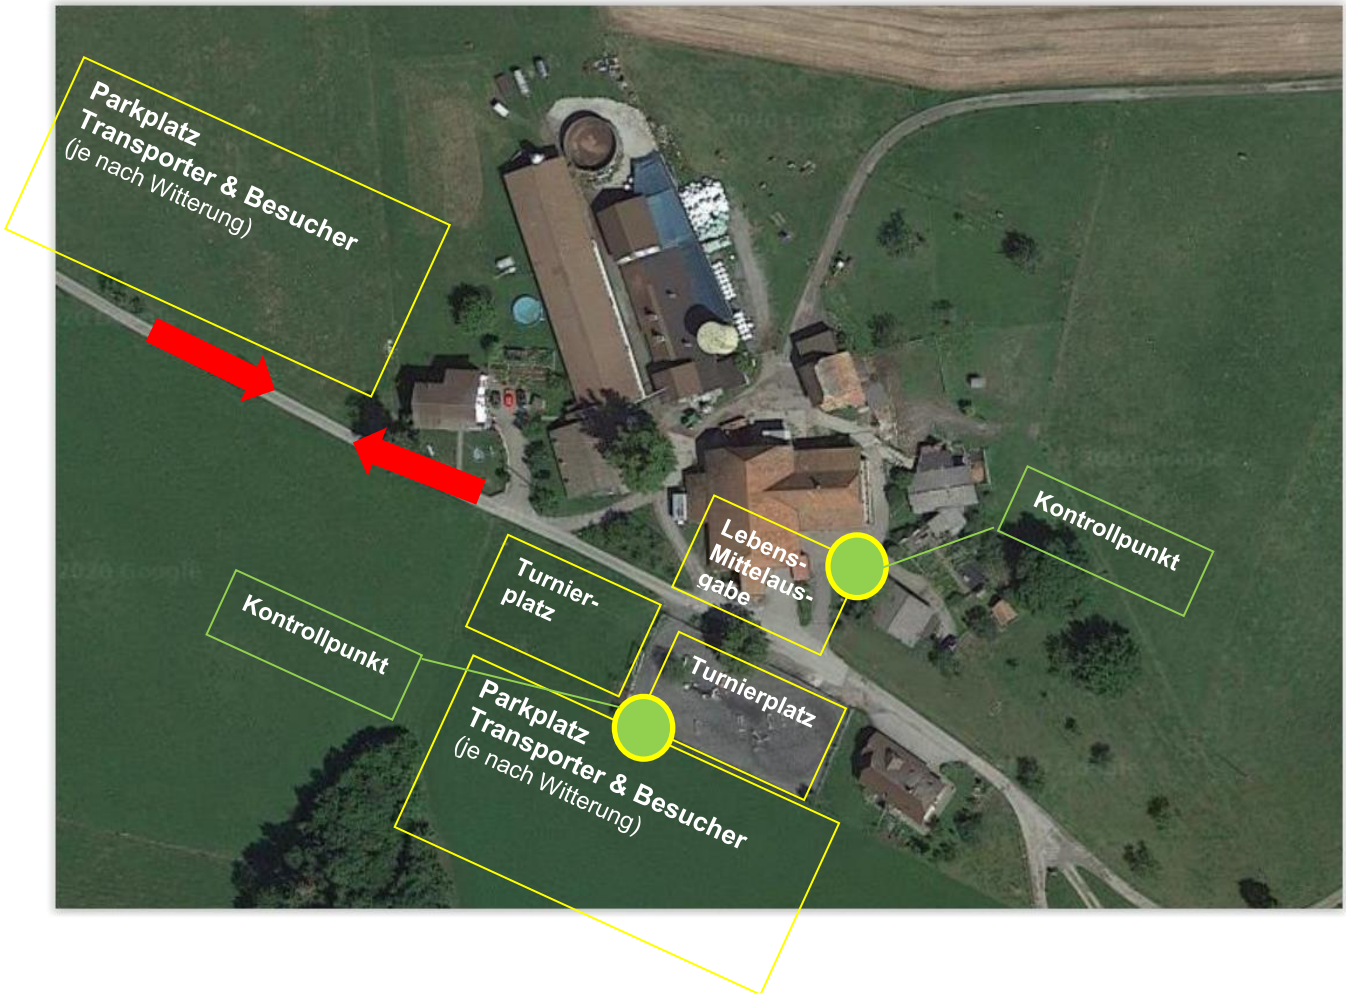 Parkplatz
Transporter & Besucher
(je nach Witterung)
Lebens-
Mittelaus-
gabe
Kontrollpunkt
Turnier-
platz
Kontrollpunkt
Turnierplatz
Parkplatz
Transporter & Besucher
(je nach Witterung)